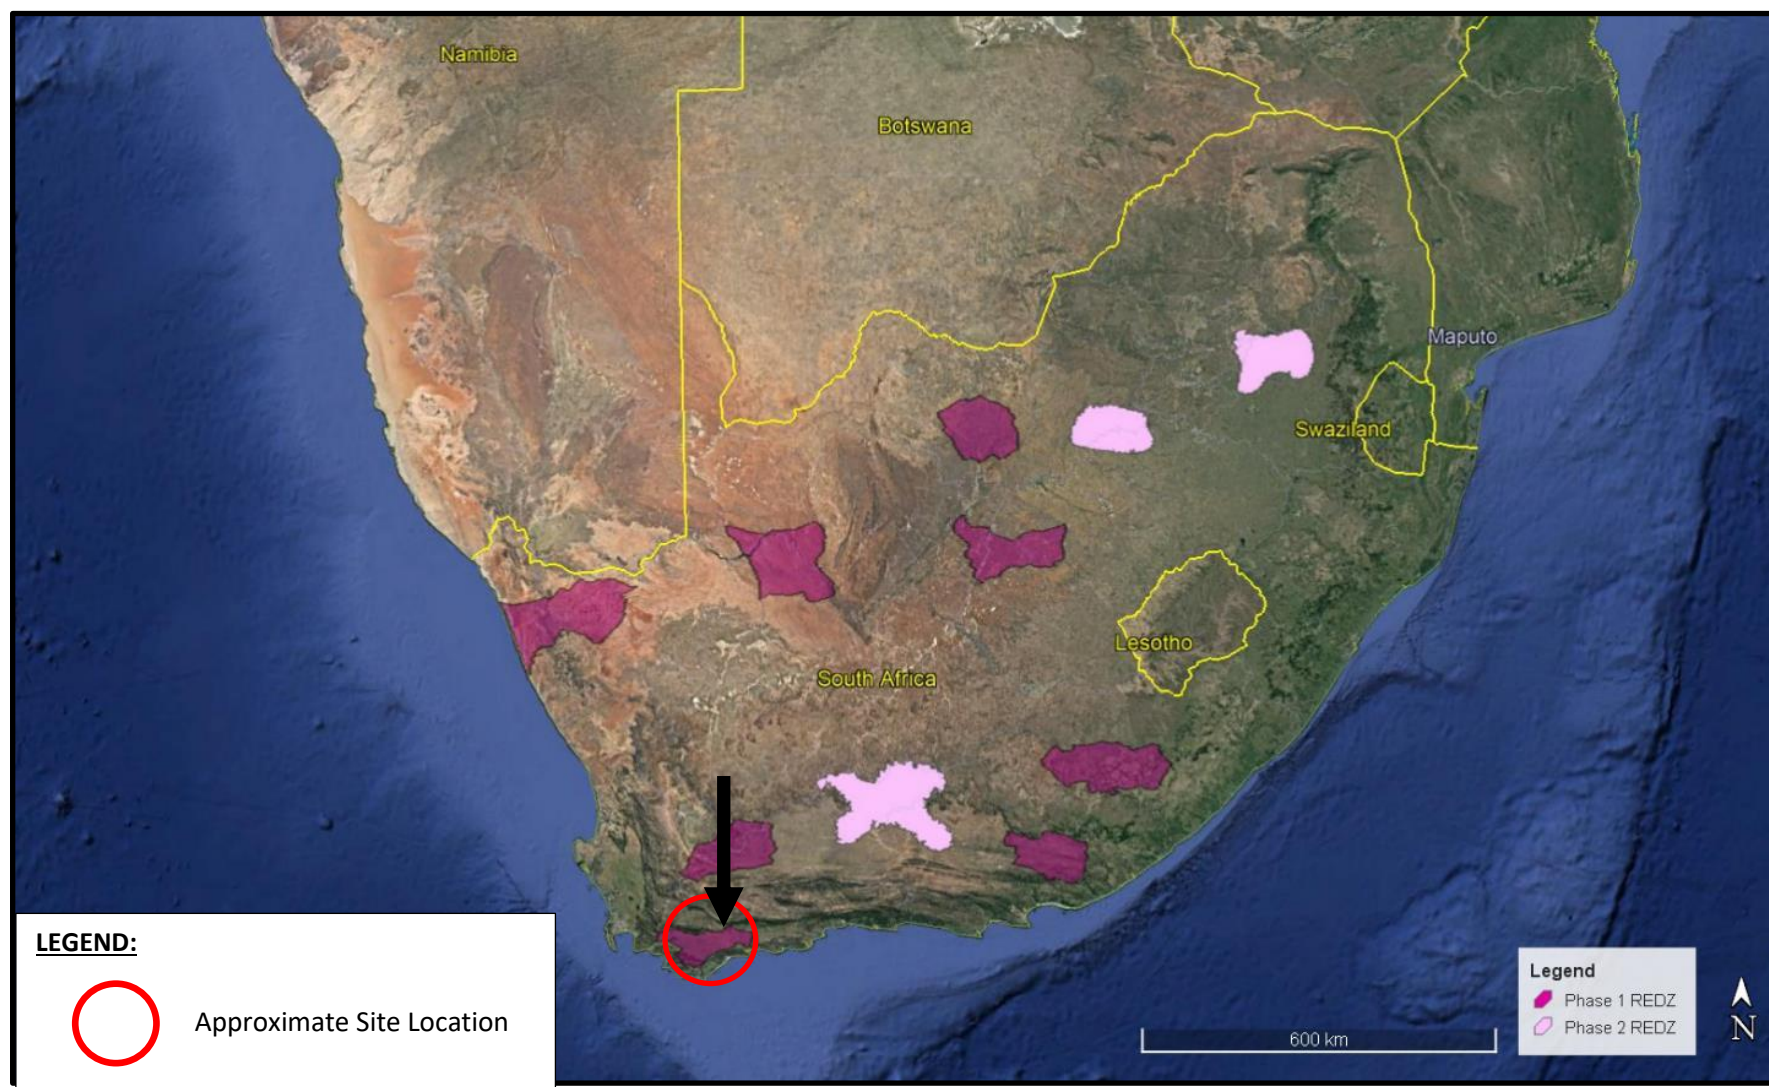 Namibia
Botswana
Maputo
Swaziland
Lesotho
South Africa
LEGEND:
Approximate Site Location
600 km
Legend
Phase 1 REDZ
Phase 2 REDZ
N